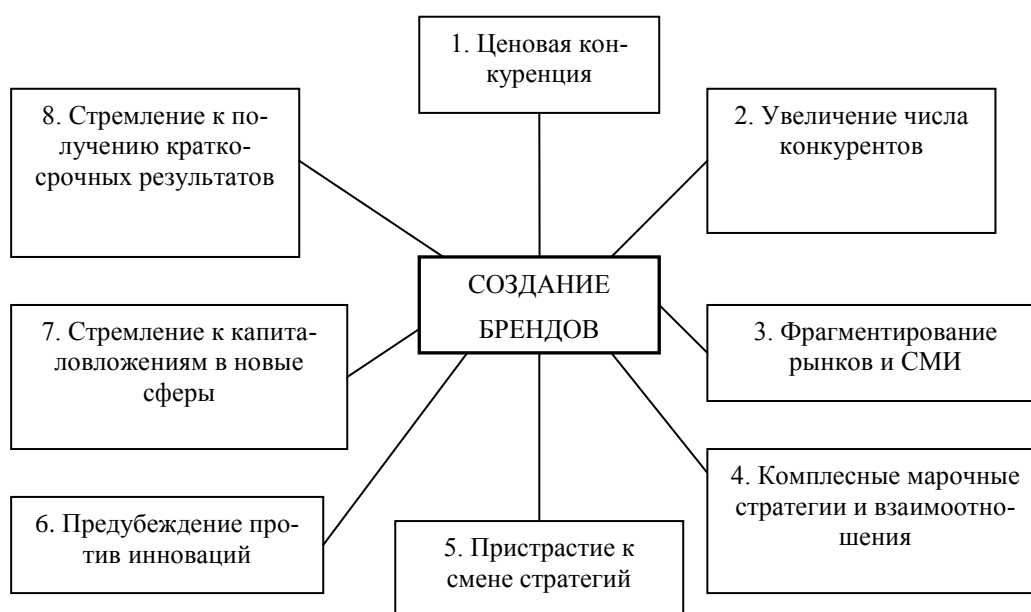 1. Ценовая кон-
куренция
2. Увеличение числа
конкурентов
3. Фрагментирование
рынков и СМИ
4. Комплесные марочные
стратегии и взаимоотно-
шения
5. Пристрастие к
смене стратегий
6. Предубеждение про-
тив инноваций
7. Стремление к капита-
ловложениям в новые
сферы
8. Стремление к по-
лучению кратко-
срочных результатов
СОЗДАНИЕ
БРЕНДОВ